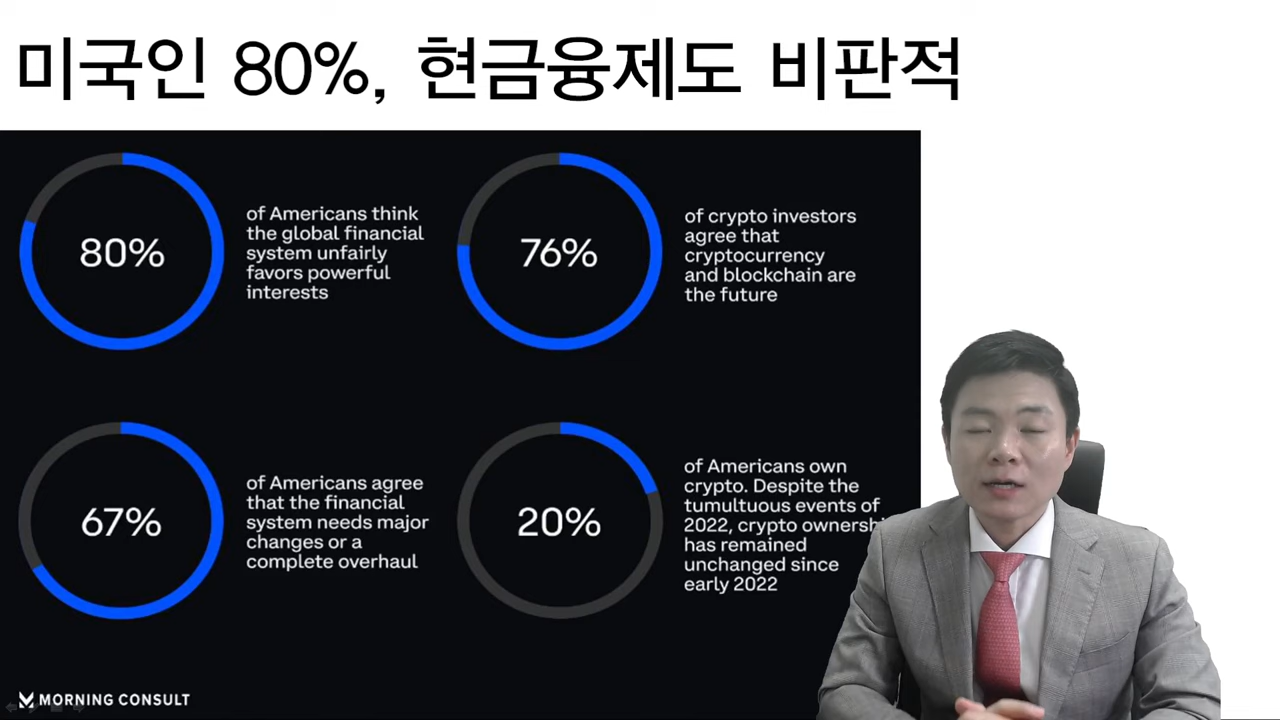 미국인 80%, 현금융제도 비판적
80%
of Americans think
the global financial
system unfairly
favors powerful
interests
76%
of crypto investors
agree that
cryptocurrency
and blockchain are
the future
67%
of Americans agree
that the financial
system needs major
changes or a
complete overhaul
20%
of Americans own
crypto. Despite the
tumultuous events of
2022, crypto
has remained
unchanged since
early 2022
MORNING CONSULT